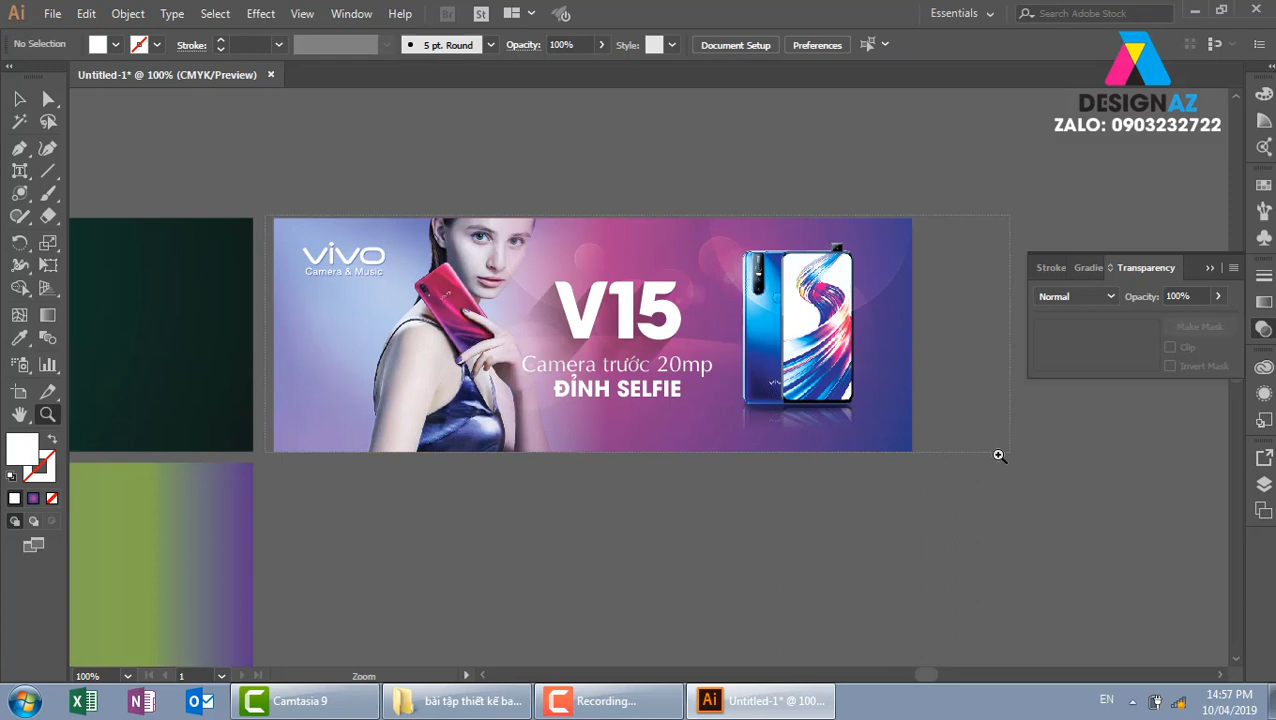 Ai File Edit Object Type Select Effect View Window Help Br St Essentials Search Adobe Stock
No Selection Stroke: 5 pt. Round Opacity: 100% Style: Document Setup Preferences
Untitled-1* @ 100% (CMYK/Preview)
DESIGNAZ
ZALO: 0903232722
vivo
Camera & Music
V15
Camera trước 20mp
ĐỈNH SELFIE
vivo
Stroke Gradie Transparency
Normal Opacity: 100%
Make Mask
Clip
Invert Mask
100% 1 Zoom
Camtasia 9 bài tập thiết kế ba... Recording... Untitled-1* @ 100... EN 14:57 PM
10/04/2019